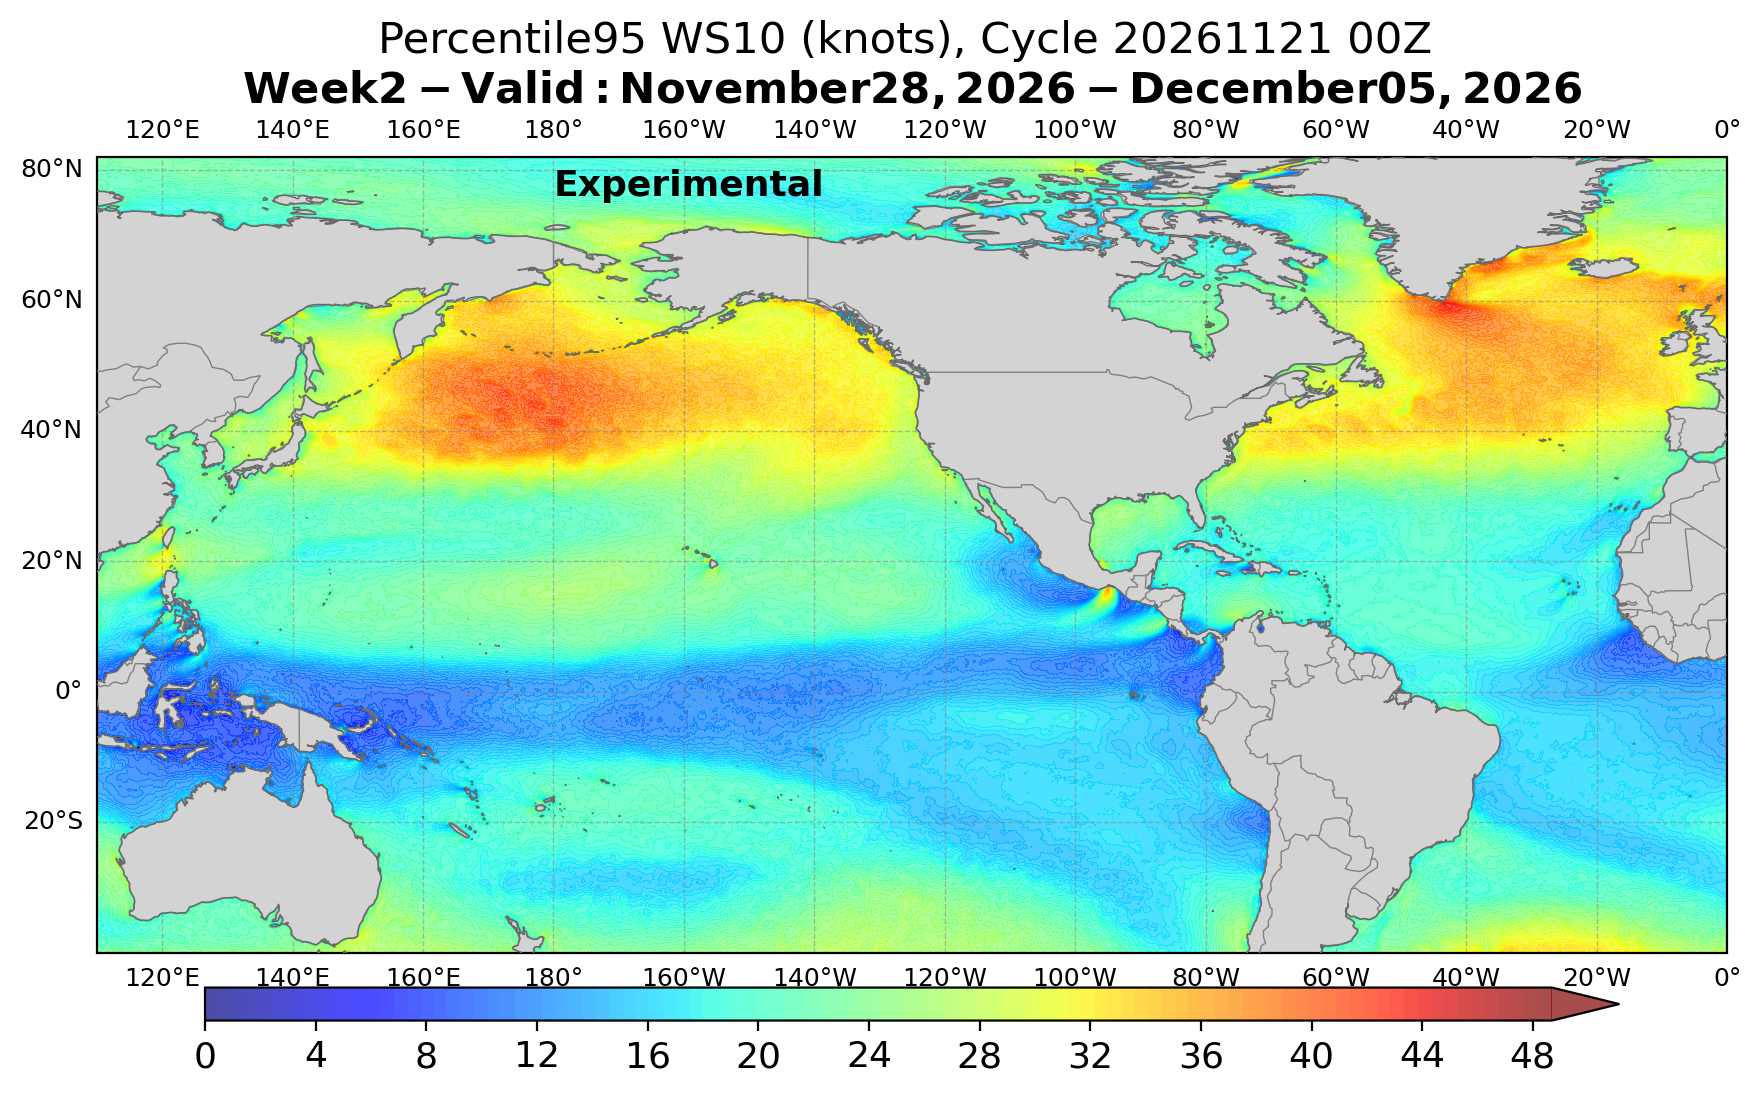 Percentile95 WS10 (knots), Cycle 20261121 00Z
Week2 − Valid : November28, 2026 − December05, 2026
120°E 140°E 160°E 180° 160°W 140°W 120°W 100°W 80°W 60°W 40°W 20°W 0°
80°N
Experimental
60°N
40°N
20°N
0°
20°S
120°E 140°E 160°E 180° 160°W 140°W 120°W 100°W 80°W 60°W 40°W 20°W 0°
0 4 8 12 16 20 24 28 32 36 40 44 48